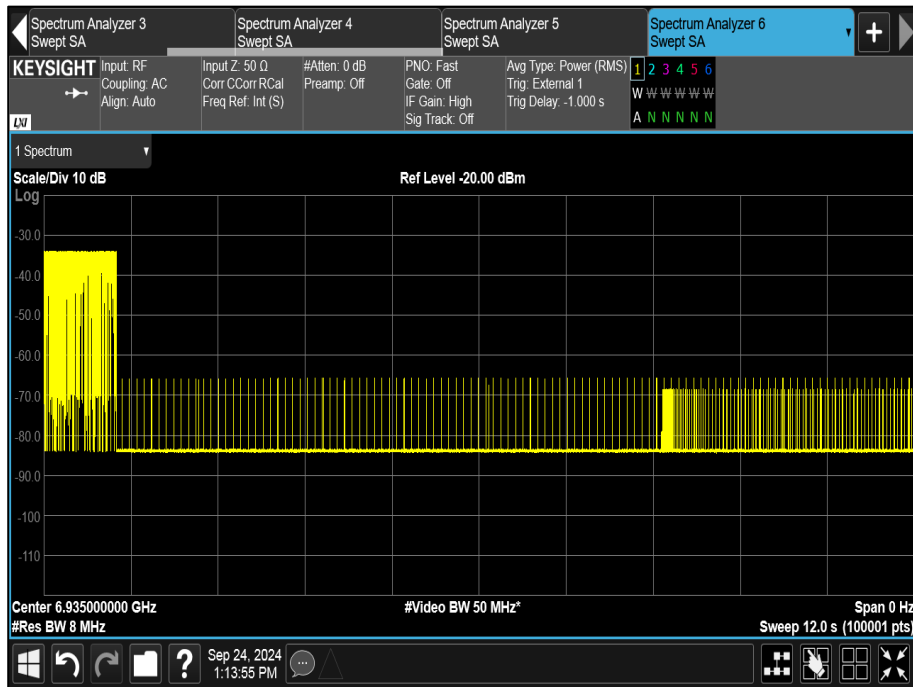 Spectrum Analyzer 3
Swept SA
Spectrum Analyzer 4
Swept SA
Spectrum Analyzer 5
Swept SA
Spectrum Analyzer 6
Swept SA
KEYSIGHT
LXI
Input: RF
Coupling: AC
Align: Auto
Input Z: 50 Ω
Corr CCorr RCal
Freq Ref: Int (S)
#Atten: 0 dB
Preamp: Off
PNO: Fast
Gate: Off
IF Gain: High
Sig Track: Off
Avg Type: Power (RMS)
Trig: External 1
Trig Delay: -1.000 s
1 2 3 4 5 6
W W W W W W
A N N N N N
1 Spectrum
Scale/Div 10 dB
Ref Level -20.00 dBm
Log
-30.0
-40.0
-50.0
-60.0
-70.0
-80.0
-90.0
-100
-110
Center 6.935000000 GHz
#Video BW 50 MHz*
Span 0 Hz
#Res BW 8 MHz
Sweep 12.0 s (100001 pts)
Sep 24, 2024
1:13:55 PM